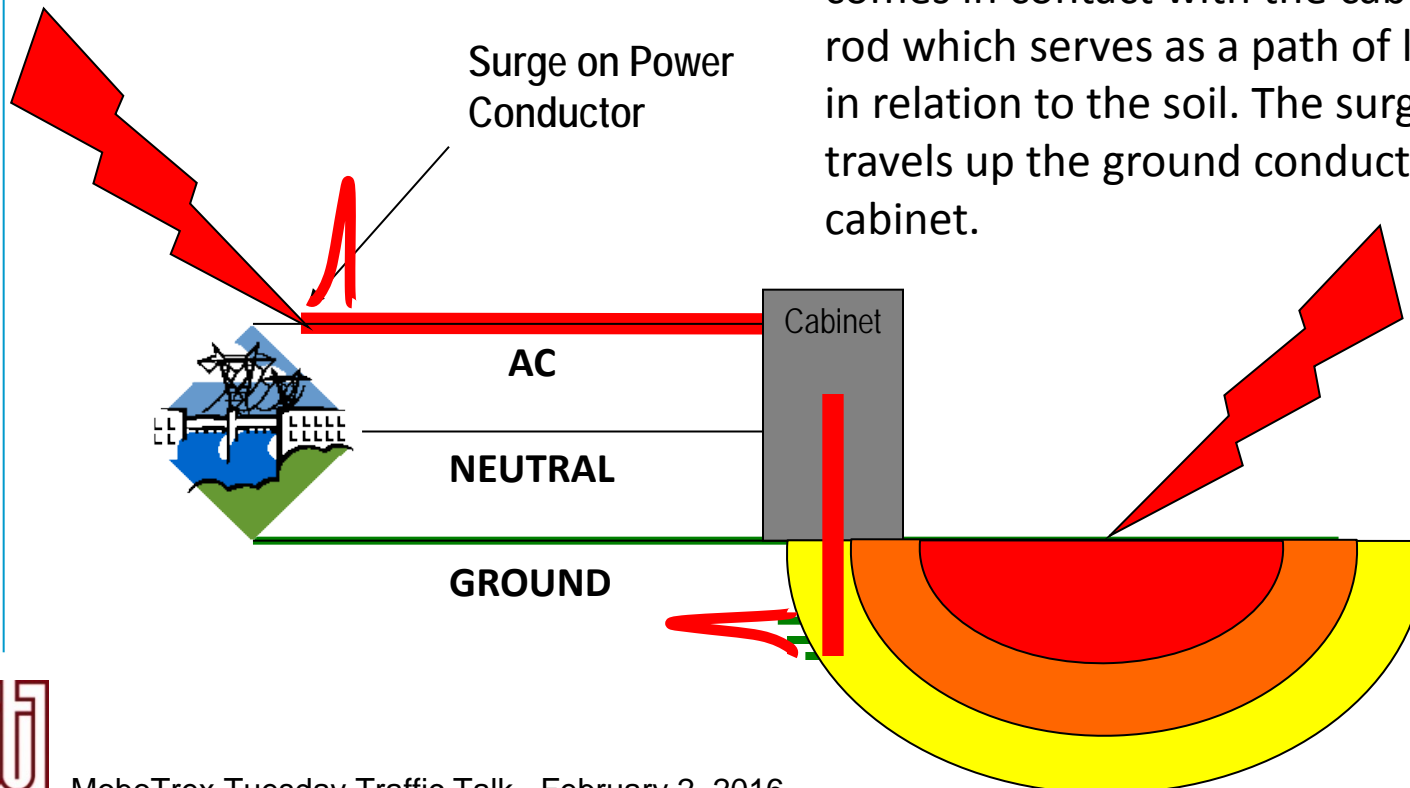 rod which serves as a path of l
in relation to the soil. The surg
travels up the ground conduct
cabinet.
Surge on Power
Conductor
Cabinet
AC
NEUTRAL
GROUND